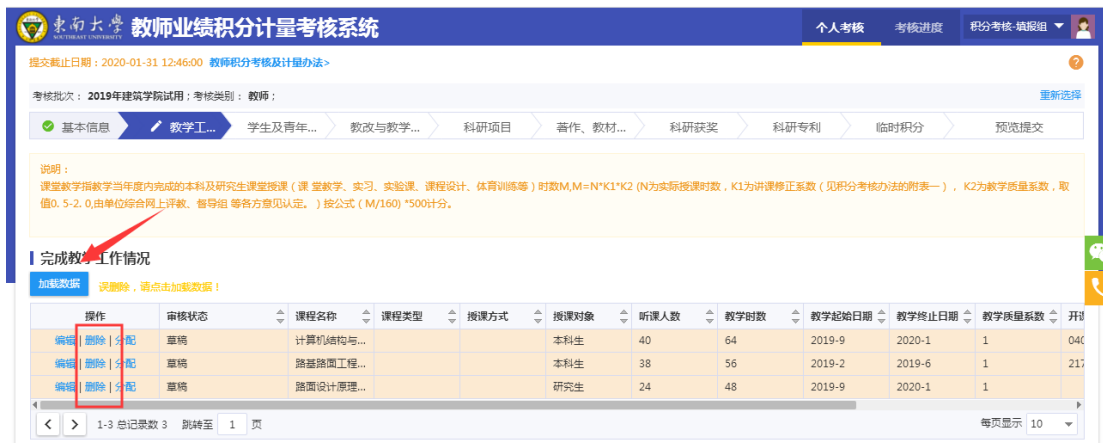 東南大學 教师业绩积分计量考核系统 个人考核 考核进度 积分考核-填报组
SOUTHEAST UNIVERSITY
提交截止日期：2020-01-31 12:46:00 教师积分考核及计量办法>
考核批次： 2019年建筑学院试用；考核类别： 教师； 重新选择
基本信息 教学工... 学生及青年... 教改与教学... 科研项目 著作、教材... 科研获奖 科研专利 临时积分 预览提交
说明：
课堂教学指教学当年度内完成的本科及研究生课堂授课（课 堂教学、实习、实验课、课程设计、体育训练等）时数M,M=N*K1*K2 (N为实际授课时数，K1为讲课修正系数（见积分考核办法的附表一）， K2为教学质量系数，取
值0. 5-2. 0,由单位综合网上评教、督导组 等各方意见认定。）按公式（M/160) *500计分。
完成教学工作情况
加载数据 误删除，请点击加载数据！
操作 审核状态 课程名称 课程类型 授课方式 授课对象 听课人数 教学时数 教学起始日期 教学终止日期 教学质量系数 开课
编辑 | 删除 | 分配 草稿 计算机结构与... 本科生 40 64 2019-9 2020-1 1 040
编辑 | 删除 | 分配 草稿 路基路面工程... 本科生 38 56 2019-2 2019-6 1 217
编辑 | 删除 | 分配 草稿 路面设计原理... 研究生 24 48 2019-9 2020-1 1
1-3 总记录数 3 跳转至 1 页 每页显示 10